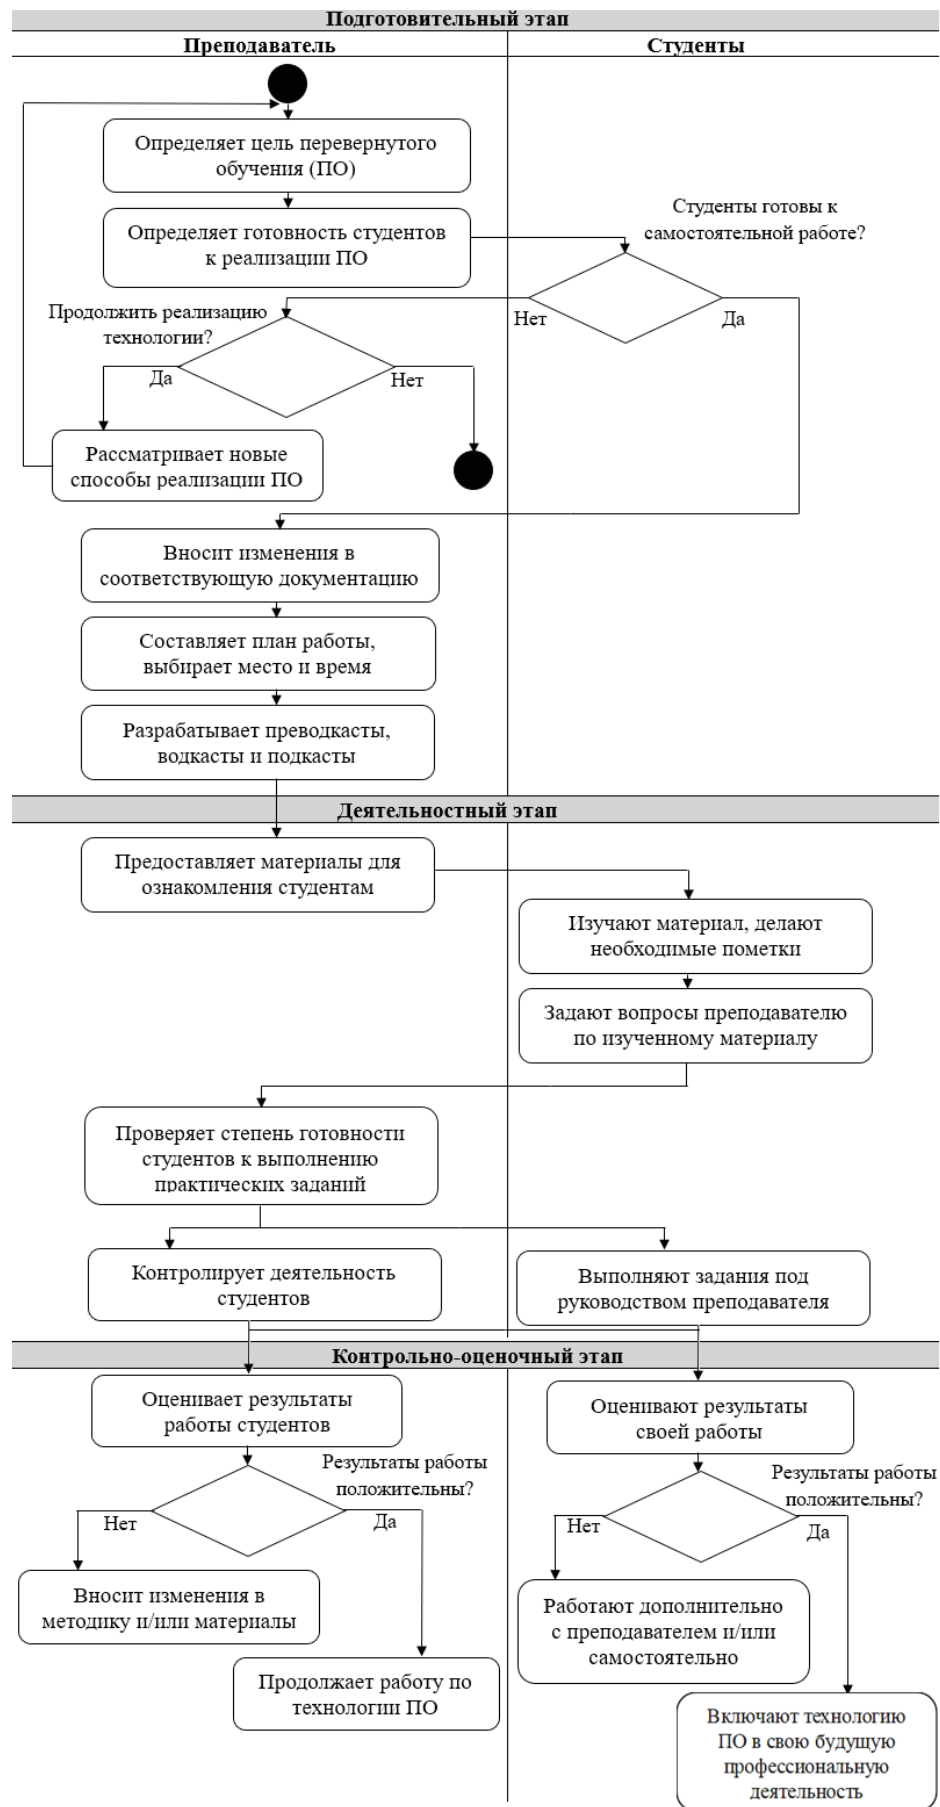 Подготовительный этап
Преподаватель
Студенты
Определяет цель перевернутого
обучения (ПО)
Определяет готовность студентов
к реализации ПО
Студенты готовы к
самостоятельной работе?
Нет
Да
Продолжить реализацию
технологии?
Да
Нет
Рассматривает новые
способы реализации ПО
Вносит изменения в
соответствующую документацию
Составляет план работы,
выбирает место и время
Разрабатывает преводкасты,
водкасты и подкасты
Деятельностный этап
Предоставляет материалы для
ознакомления студентам
Изучают материал, делают
необходимые пометки
Задают вопросы преподавателю
по изученному материалу
Проверяет степень готовности
студентов к выполнению
практических заданий
Контролирует деятельность
студентов
Выполняют задания под
руководством преподавателя
Контрольно-оценочный этап
Оценивает результаты
работы студентов
Оценивают результаты
своей работы
Результаты работы
положительны?
Нет
Да
Результаты работы
положительны?
Нет
Да
Вносит изменения в
методику и/или материалы
Продолжает работу по
технологии ПО
Работают дополнительно
с преподавателем и/или
самостоятельно
Включают технологию
ПО в свою будущую
профессиональную
деятельность